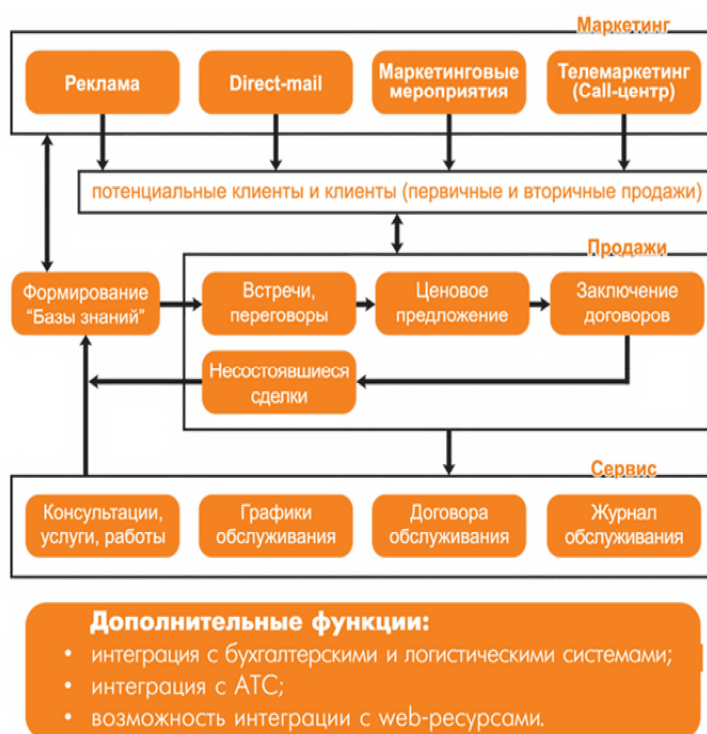 Маркетинг
Реклама
Direct-mail
Маркетинговые
мероприятия
Телемаркетинг
(Call-центр)
потенциальные клиенты и клиенты (первичные и вторичные продажи)
Продажи
Формирование
“Базы знаний”
Встречи,
переговоры
Ценовое
предложение
Заключение
договоров
Несостоявшиеся
сделки
Сервис
Консультации,
услуги, работы
Графики
обслуживания
Договора
обслуживания
Журнал
обслуживания
Дополнительные функции:
• интеграция с бухгалтерскими и логистическими системами;
• интеграция с АТС;
• возможность интеграции с web-ресурсами.